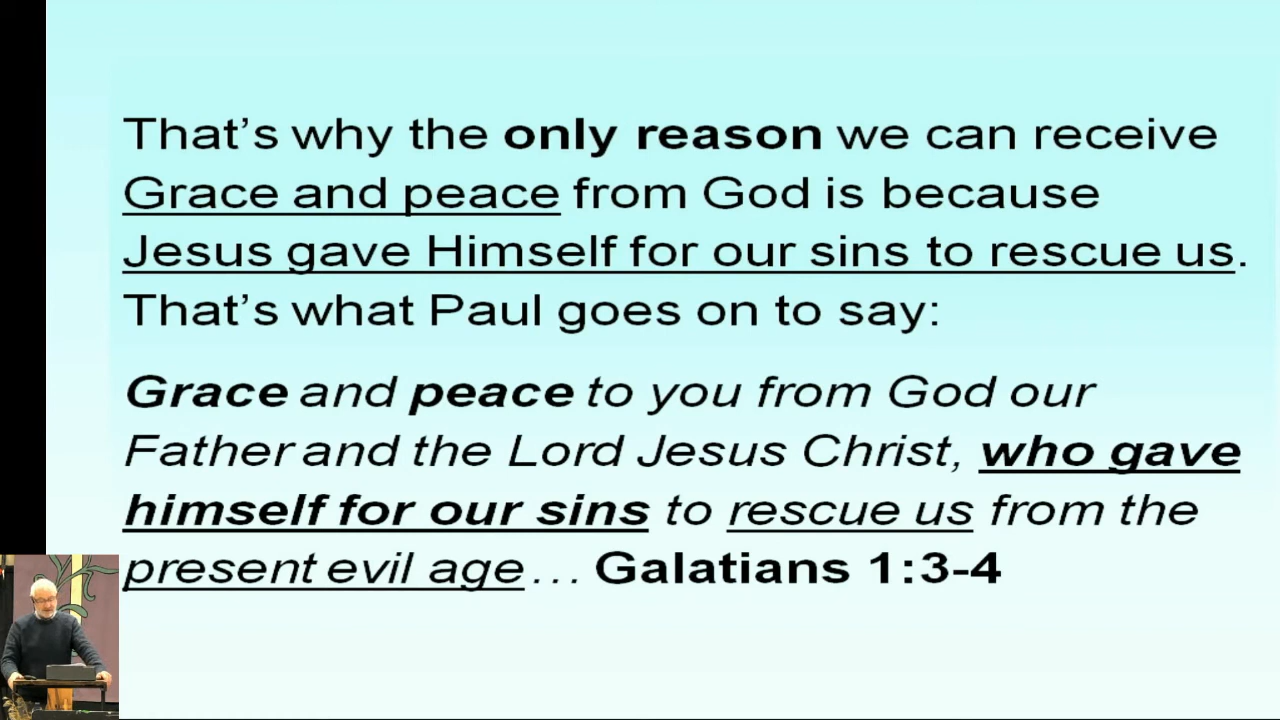 That’s why the only reason we can receive
Grace and peace from God is because
Jesus gave Himself for our sins to rescue us.
That’s what Paul goes on to say:
Grace and peace to you from God our
Father and the Lord Jesus Christ, who gave
himself for our sins to rescue us from the
present evil age… Galatians 1:3-4